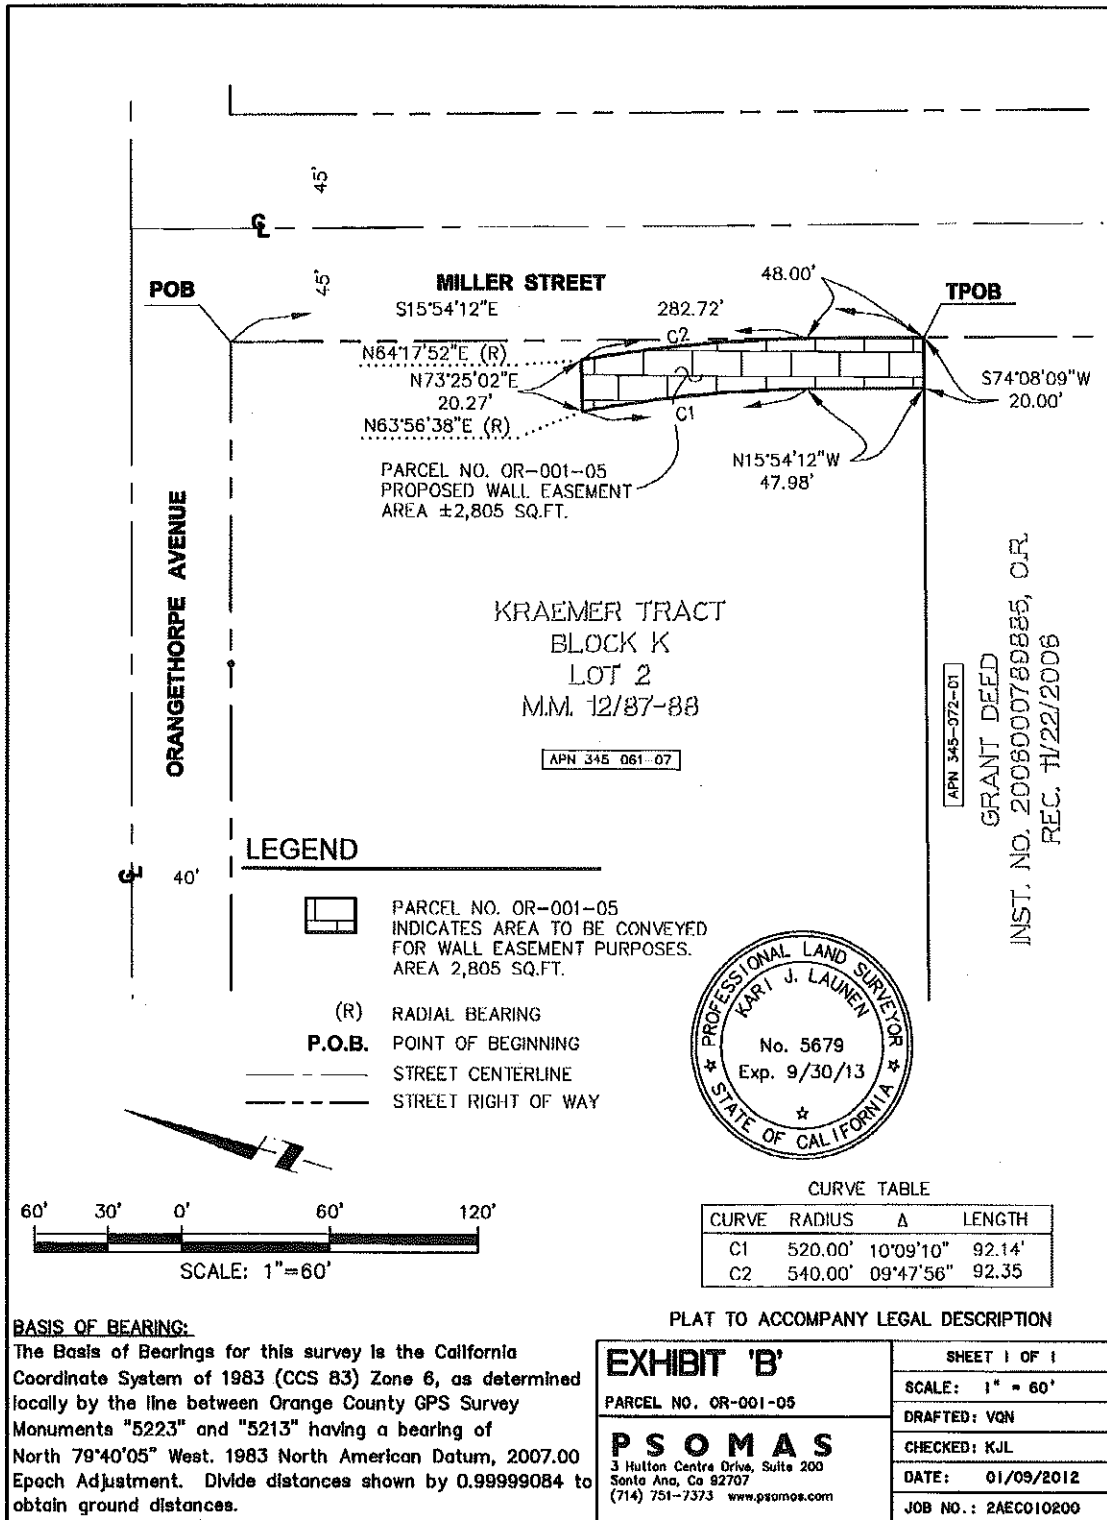 45'
C̵L
45'
POB
MILLER STREET
48.00'
TPOB
S15°54'12"E
282.72'
C2
N64°17'52"E (R)
N73°25'02"E
20.27'
S74°08'09"W
20.00'
N63°56'38"E (R)
C1
N15°54'12"W
47.98'
PARCEL NO. OR-001-05
PROPOSED WALL EASEMENT
AREA ±2,805 SQ.FT.
ORANGETHORPE AVENUE
KRAEMER TRACT
BLOCK K
LOT 2
M.M. 12/87-88
APN 345 061-07
APN 345-072-01
GRANT DEED
INST. NO. 2006000789885, O.R.
REC. 11/22/2006
CL
40'
LEGEND
PARCEL NO. OR-001-05
INDICATES AREA TO BE CONVEYED
FOR WALL EASEMENT PURPOSES.
AREA 2,805 SQ.FT.
(R) RADIAL BEARING
P.O.B. POINT OF BEGINNING
STREET CENTERLINE
STREET RIGHT OF WAY
PROFESSIONAL LAND SURVEYOR
KARI J. LAUNEN
No. 5679
Exp. 9/30/13
STATE OF CALIFORNIA
Z
60' 30' 0' 60' 120'
SCALE: 1"=60'
CURVE TABLE
CURVE RADIUS Δ LENGTH
C1 520.00' 10°09'10" 92.14'
C2 540.00' 09°47'56" 92.35
BASIS OF BEARING:
The Basis of Bearings for this survey is the California
Coordinate System of 1983 (CCS 83) Zone 6, as determined
locally by the line between Orange County GPS Survey
Monuments "5223" and "5213" having a bearing of
North 79°40'05" West. 1983 North American Datum, 2007.00
Epoch Adjustment. Divide distances shown by 0.99999084 to
obtain ground distances.
PLAT TO ACCOMPANY LEGAL DESCRIPTION
EXHIBIT 'B'
PARCEL NO. OR-001-05
PSOMAS
3 Hutton Centre Drive, Suite 200
Santa Ana, Ca 92707
(714) 751-7373 www.psomas.com
SHEET 1 OF 1
SCALE: 1" = 60'
DRAFTED: VQN
CHECKED: KJL
DATE: 01/09/2012
JOB NO.: 2AEC010200